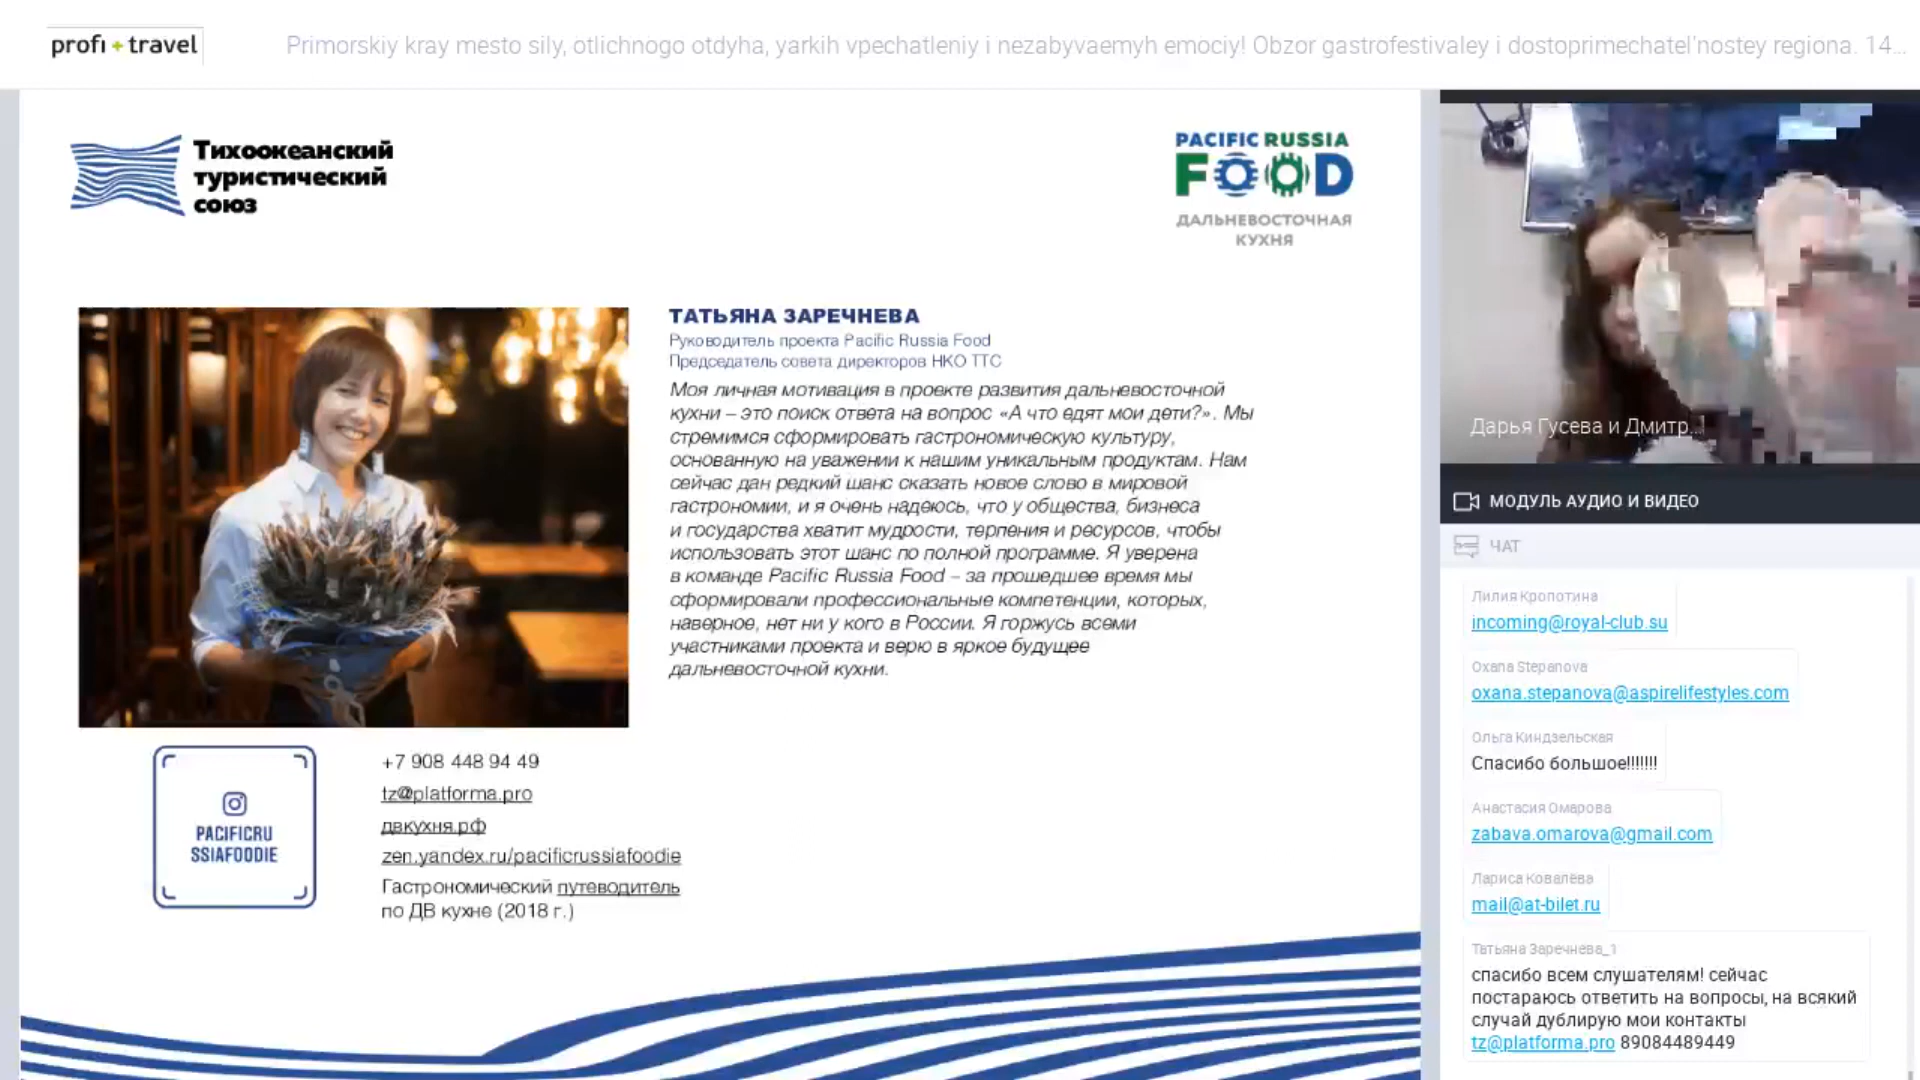 profi + travel
Primorskiy kray mesto sily, otlichnogo otdyha, yarkih vpechatleniy i nezabyvaemyh emociy! Obzor gastrofestivaley i dostoprimechatel'nostey regiona. 14...
Тихоокеанский
туристический
союз
PACIFIC RUSSIA
FOOD
ДАЛЬНЕВОСТОЧНАЯ
КУХНЯ
ТАТЬЯНА ЗАРЕЧНЕВА
Руководитель проекта Pacific Russia Food
Председатель совета директоров НКО ТТС
Моя личная мотивация в проекте развития дальневосточной
кухни – это поиск ответа на вопрос «А что едят мои дети?». Мы
стремимся сформировать гастрономическую культуру,
основанную на уважении к нашим уникальным продуктам. Нам
сейчас дан редкий шанс сказать новое слово в мировой
гастрономии, и я очень надеюсь, что у общества, бизнеса
и государства хватит мудрости, терпения и ресурсов, чтобы
использовать этот шанс по полной программе. Я уверена
в команде Pacific Russia Food – за прошедшее время мы
сформировали профессиональные компетенции, которых,
наверное, нет ни у кого в России. Я горжусь всеми
участниками проекта и верю в яркое будущее
дальневосточной кухни.
PACIFICRU
SSIAFOODIE
+7 908 448 94 49
tz@platforma.pro
двкухня.рф
zen.yandex.ru/pacificrussiafoodie
Гастрономический путеводитель
по ДВ кухне (2018 г.)
Дарья Гусева и Дмитр...
МОДУЛЬ АУДИО И ВИДЕО
ЧАТ
Лилия Кропотина
incoming@royal-club.su
Oxana Stepanova
oxana.stepanova@aspirelifestyles.com
Ольга Киндзельская
Спасибо большое!!!!!!!
Анастасия Омарова
zabava.omarova@gmail.com
Лариса Ковалева
mail@at-bilet.ru
Татьяна Заречнева_1
спасибо всем слушателям! сейчас
постараюсь ответить на вопросы, на всякий
случай дублирую мои контакты
tz@platforma.pro 89084489449